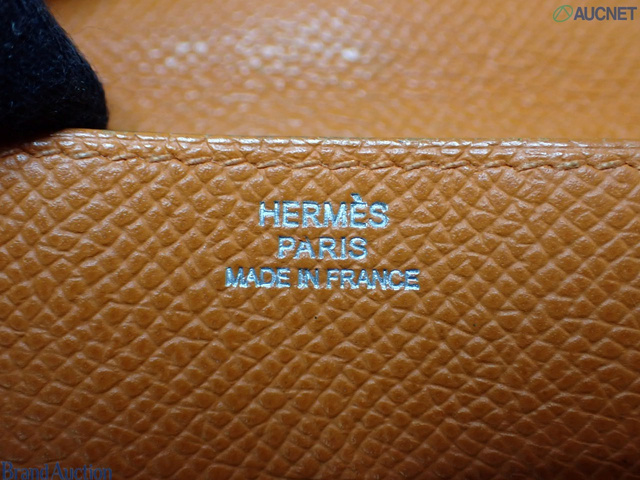 AUCNET
HERMÈS
PARIS
MADE IN FRANCE
Brand Auction